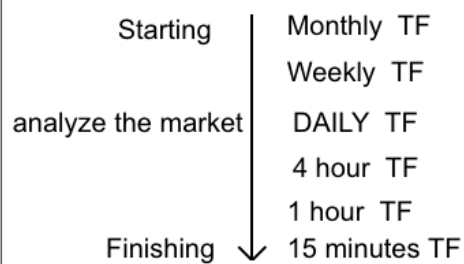 Starting Monthly TF
Weekly TF
analyze the market DAILY TF
4 hour TF
1 hour TF
Finishing 15 minutes TF